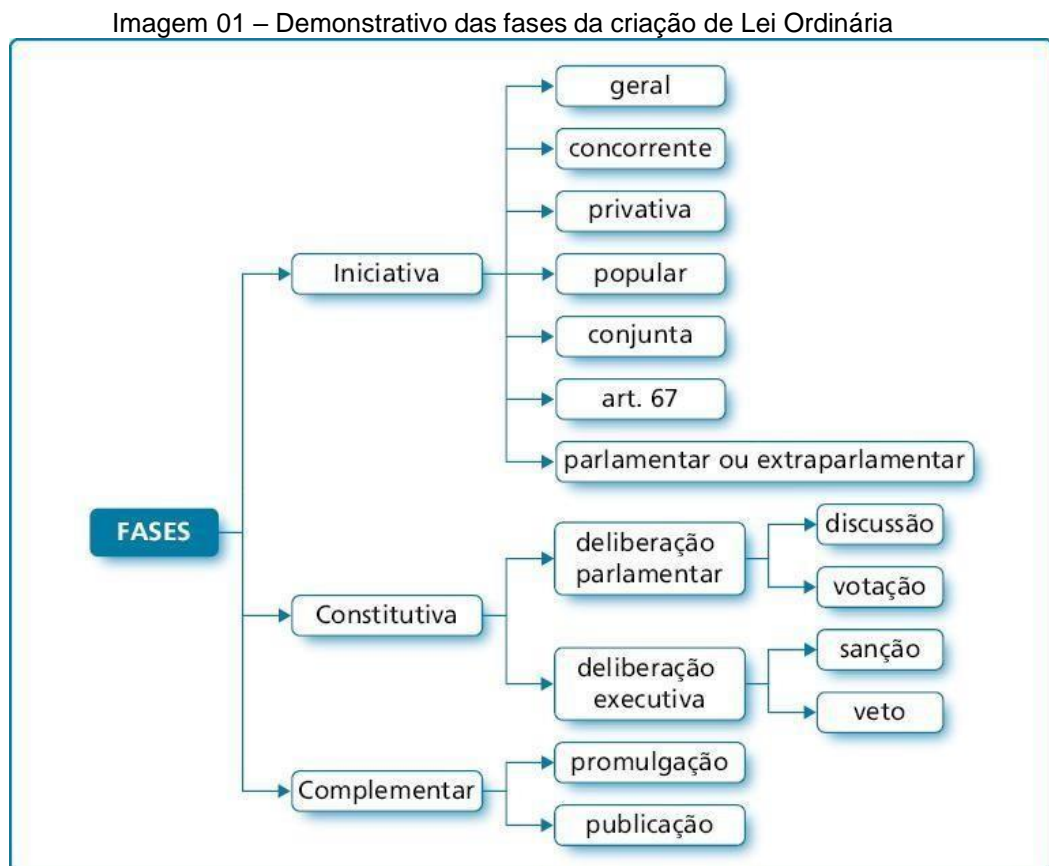 Imagem 01 – Demonstrativo das fases da criação de Lei Ordinária
geral
concorrente
privativa
Iniciativa
popular
conjunta
art. 67
parlamentar ou extraparlamentar
FASES
Constitutiva
deliberação
parlamentar
discussão
votação
deliberação
executiva
sanção
veto
Complementar
promulgação
publicação